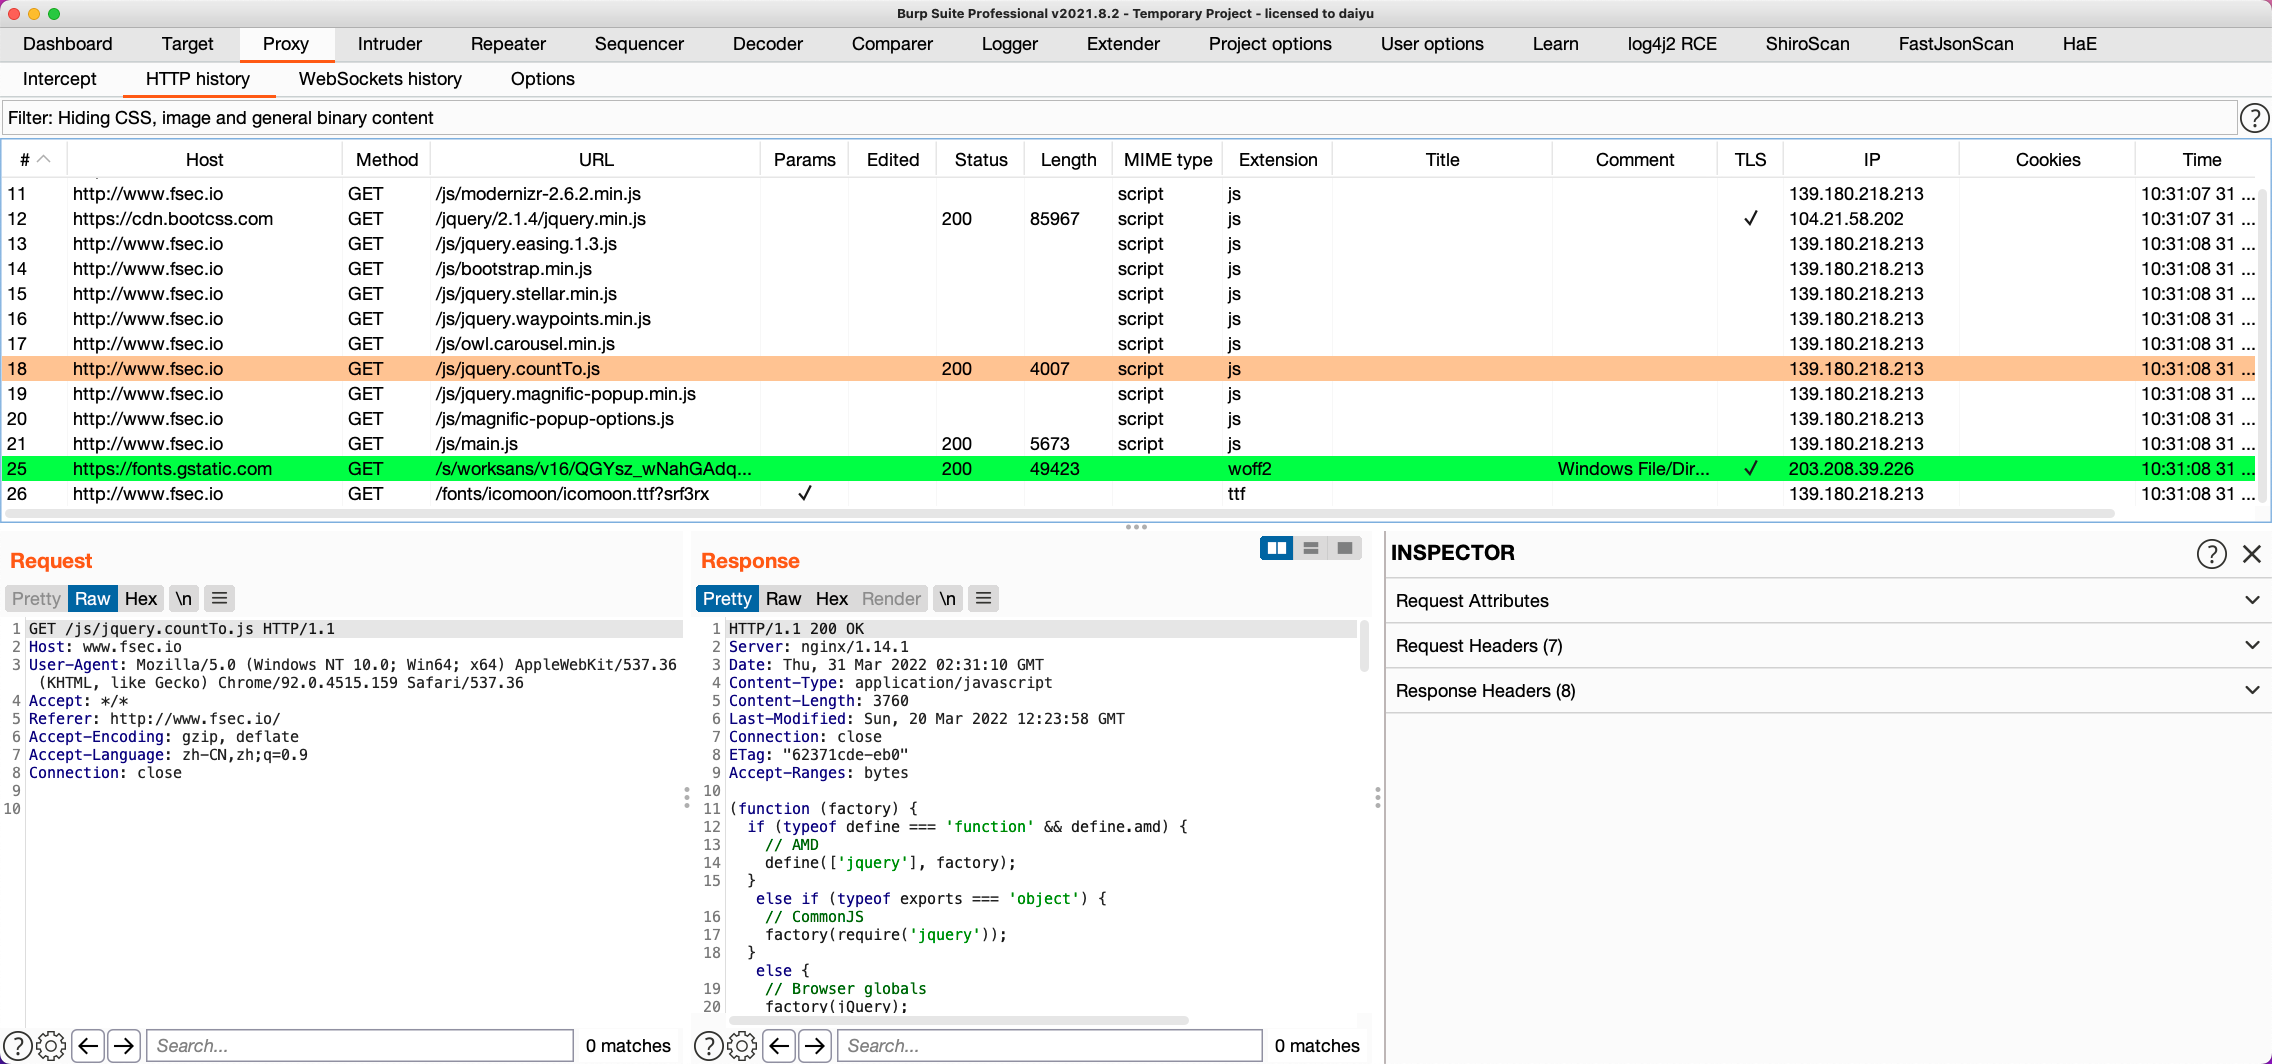 Burp Suite Professional v2021.8.2 - Temporary Project - licensed to daiyu
Dashboard Target Proxy Intruder Repeater Sequencer Decoder Comparer Logger Extender Project options User options Learn log4j2 RCE ShiroScan FastJsonScan HaE
Intercept HTTP history WebSockets history Options
Filter: Hiding CSS, image and general binary content ?
# Host Method URL Params Edited Status Length MIME type Extension Title Comment TLS IP Cookies Time
11 http://www.fsec.io GET /js/modernizr-2.6.2.min.js script js 139.180.218.213 10:31:07 31 ...
12 https://cdn.bootcss.com GET /jquery/2.1.4/jquery.min.js 200 85967 script js ✓ 104.21.58.202 10:31:07 31 ...
13 http://www.fsec.io GET /js/jquery.easing.1.3.js script js 139.180.218.213 10:31:08 31 ...
14 http://www.fsec.io GET /js/bootstrap.min.js script js 139.180.218.213 10:31:08 31 ...
15 http://www.fsec.io GET /js/jquery.stellar.min.js script js 139.180.218.213 10:31:08 31 ...
16 http://www.fsec.io GET /js/jquery.waypoints.min.js script js 139.180.218.213 10:31:08 31 ...
17 http://www.fsec.io GET /js/owl.carousel.min.js script js 139.180.218.213 10:31:08 31 ...
18 http://www.fsec.io GET /js/jquery.countTo.js 200 4007 script js 139.180.218.213 10:31:08 31 ...
19 http://www.fsec.io GET /js/jquery.magnific-popup.min.js script js 139.180.218.213 10:31:08 31 ...
20 http://www.fsec.io GET /js/magnific-popup-options.js script js 139.180.218.213 10:31:08 31 ...
21 http://www.fsec.io GET /js/main.js 200 5673 script js 139.180.218.213 10:31:08 31 ...
25 https://fonts.gstatic.com GET /s/worksans/v16/QGYsz_wNahGAdq... 200 49423 woff2 Windows File/Dir... ✓ 203.208.39.226 10:31:08 31 ...
26 http://www.fsec.io GET /fonts/icomoon/icomoon.ttf?srf3rx ✓ ttf 139.180.218.213 10:31:08 31 ...
Request
Pretty Raw Hex \n
1 GET /js/jquery.countTo.js HTTP/1.1
2 Host: www.fsec.io
3 User-Agent: Mozilla/5.0 (Windows NT 10.0; Win64; x64) AppleWebKit/537.36
(KHTML, like Gecko) Chrome/92.0.4515.159 Safari/537.36
4 Accept: */*
5 Referer: http://www.fsec.io/
6 Accept-Encoding: gzip, deflate
7 Accept-Language: zh-CN,zh;q=0.9
8 Connection: close
9
10
? Search... 0 matches
Response
Pretty Raw Hex Render \n
1 HTTP/1.1 200 OK
2 Server: nginx/1.14.1
3 Date: Thu, 31 Mar 2022 02:31:10 GMT
4 Content-Type: application/javascript
5 Content-Length: 3760
6 Last-Modified: Sun, 20 Mar 2022 12:23:58 GMT
7 Connection: close
8 ETag: "62371cde-eb0"
9 Accept-Ranges: bytes
10
11 (function (factory) {
12 if (typeof define === 'function' && define.amd) {
13 // AMD
14 define(['jquery'], factory);
15 }
else if (typeof exports === 'object') {
16 // CommonJS
17 factory(require('jquery'));
18 }
else {
19 // Browser globals
20 factory(jQuery);
? Search... 0 matches
INSPECTOR ?
Request Attributes
Request Headers (7)
Response Headers (8)